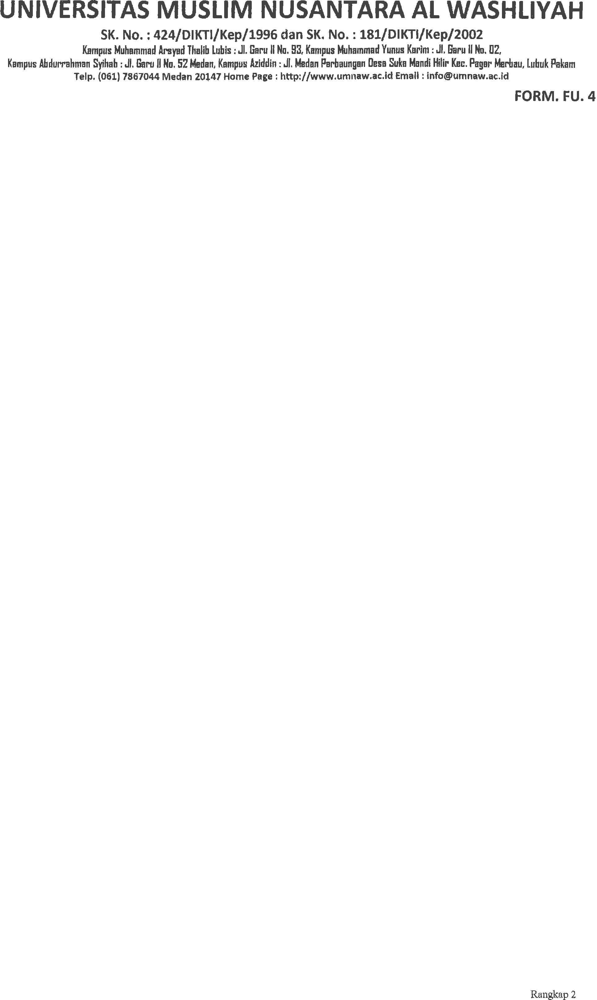 UNIVERSITAS MUSLIM NUSANTARA AL WASHLIYAH
SK. No. : 424/DIKTI/Kep/1996 dan SK. No. : 181/DIKTI/Kep/2002
Kampus Muhammad Arsyad Thalib Lubis : Jl. Garu II No. 93, Kampus Muhammad Yunus Karim : Jl. Garu II No. 02,
Kampus Abdurrahman Syihab : Jl. Garu II No. 52 Medan, Kampus Aziddin : Jl. Medan Perbaungan Desa Suka Mandi Hilir Kec. Pagar Merbau, Lubuk Pakam
Telp. (061) 7867044 Medan 20147 Home Page : http://www.umnaw.ac.id Email : info@umnaw.ac.id
FORM. FU. 4
Rangkap 2